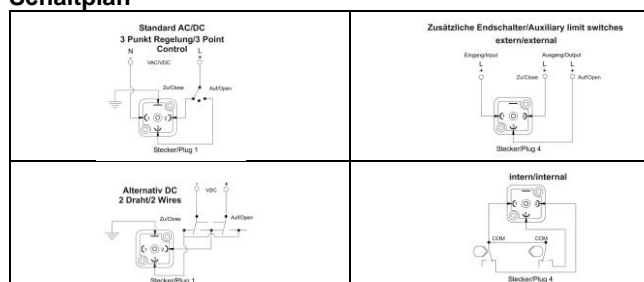 Schaltplan
Standard AC/DC
3 Punkt Regelung/3 Point
Control
N
L
-
+
VAC/VDC
Zu/Close
Auf/Open
1
2
Stecker/Plug 1
Zusätzliche Endschalter/Auxiliary limit switches
extern/external
Eingang/Input
Ausgang/Output
L
L
L
+
+
+
Zu/Close
Auf/Open
Stecker/Plug 4
Alternativ DC
2 Draht/2 Wires
-
VDC
+
Zu/Close
Auf/Open
Stecker/Plug 1
intern/internal
COM
COM
Stecker/Plug 4